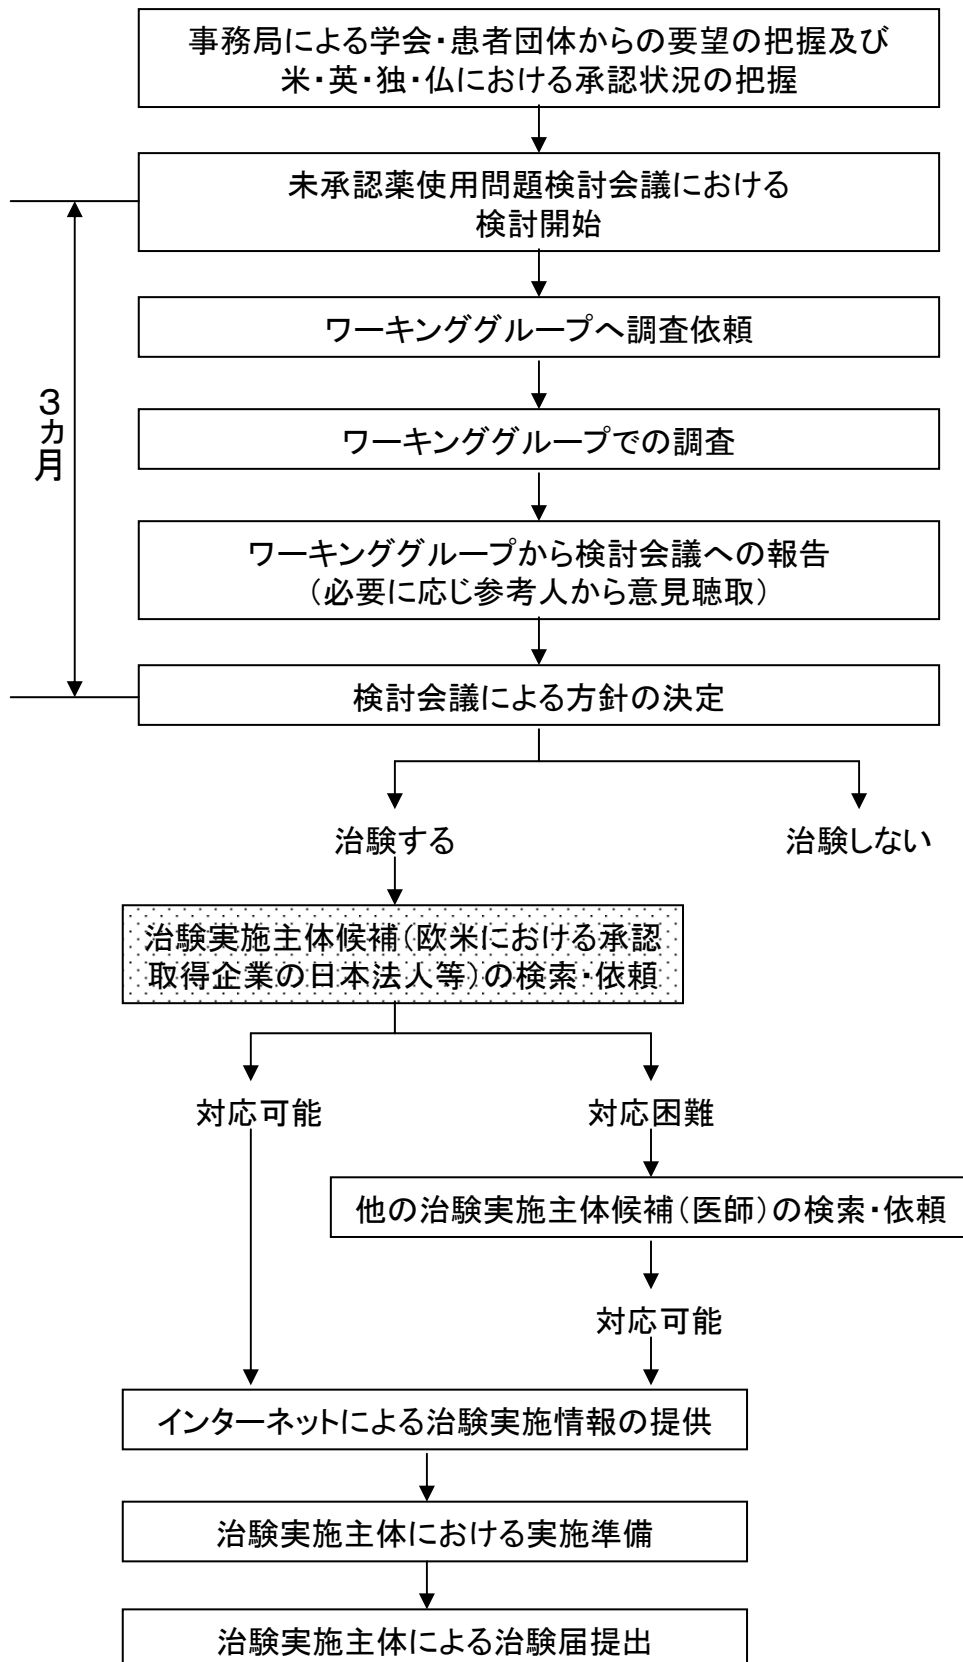 事務局による学会・患者団体からの要望の把握及び
米・英・独・仏における承認状況の把握
未承認薬使用問題検討会議における
検討開始
ワーキンググループへ調査依頼
3カ月
ワーキンググループでの調査
ワーキンググループから検討会議への報告
（必要に応じ参考人から意見聴取）
検討会議による方針の決定
治験する
治験しない
治験実施主体候補（欧米における承認
取得企業の日本法人等）の検索・依頼
対応可能
対応困難
他の治験実施主体候補（医師）の検索・依頼
対応可能
インターネットによる治験実施情報の提供
治験実施主体における実施準備
治験実施主体による治験届提出